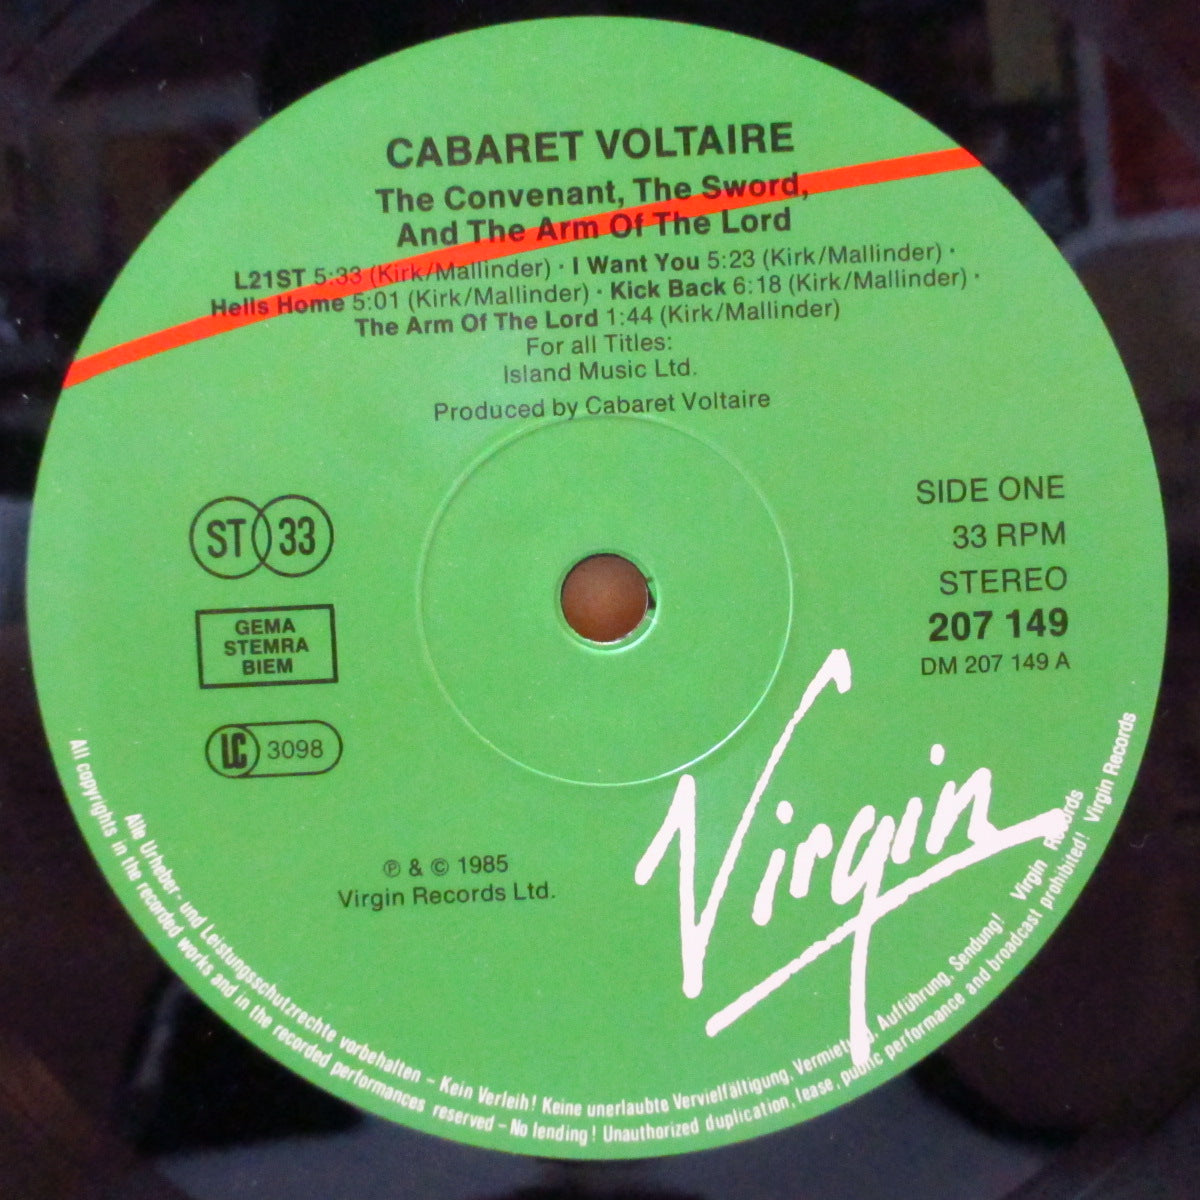 CABARET VOLTAIRE
The Convenant, The Sword,
And The Arm Of The Lord
L21ST 5:33 (Kirk/Mallinder) · I Want You 5:23 (Kirk/Mallinder) ·
Hells Home 5:01 (Kirk/Mallinder) · Kick Back 6:18 (Kirk/Mallinder) ·
The Arm Of The Lord 1:44 (Kirk/Mallinder)
For all Titles:
Island Music Ltd.
Produced by Cabaret Voltaire
ST 33
GEMA
STEMRA
BIEM
LC 3098
SIDE ONE
33 RPM
STEREO
207 149
DM 207 149 A
Virgin
℗ & © 1985
Virgin Records Ltd.
Alle Urheber- und Leistungsschutzrechte vorbehalten – Kein Verleih! Keine unerlaubte Vervielfältigung, Vermietung, Aufführung, Sendung! Virgin Records
All copyrights in the recorded works and in the recorded performances reserved – No lending! Unauthorized duplication, lease, public performance and broadcast prohibited! Virgin Records